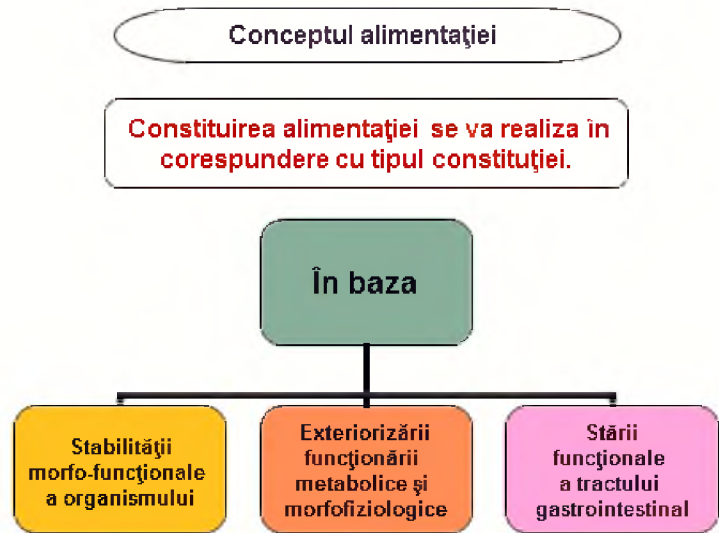 Conceptul alimentaţiei
Constituirea alimentaţiei se va realiza în
corespundere cu tipul constituţiei.
În baza
Stabilităţii
morfo-funcţionale
a organismului
Exteriorizării
funcţionării
metabolice şi
morfofiziologice
Stării
funcţionale
a tractului
gastrointestinal